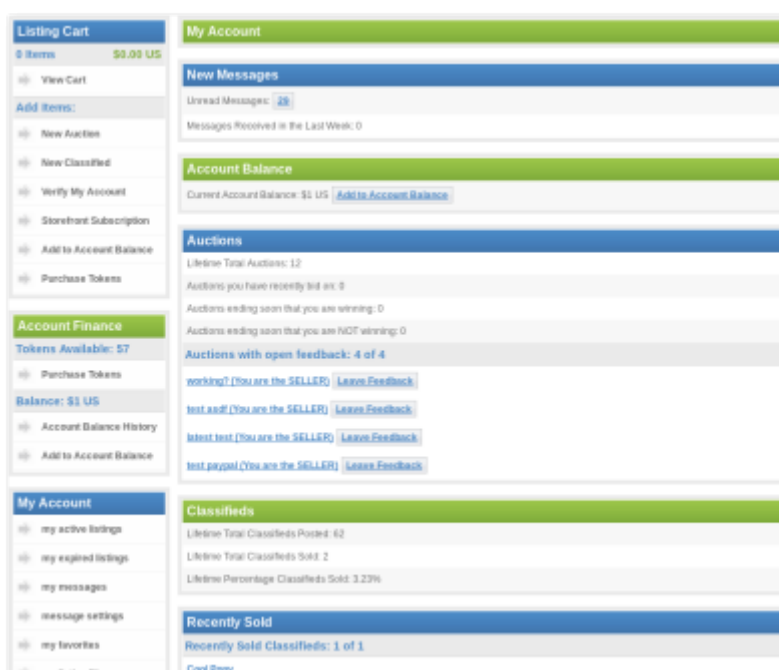 Listing Cart
0 Items $0.00 US
View Cart
Add Items:
New Auction
New Classified
Verify My Account
Storefront Subscription
Add to Account Balance
Purchase Tokens
Account Finance
Tokens Available: 57
Purchase Tokens
Balance: $1 US
Account Balance History
Add to Account Balance
My Account
my active listings
my expired listings
my messages
message settings
my favorites
My Account
New Messages
Unread Messages: 29
Messages Received in the Last Week: 0
Account Balance
Current Account Balance: $1 US Add to Account Balance
Auctions
Lifetime Total Auctions: 12
Auctions you have recently bid on: 0
Auctions ending soon that you are winning: 0
Auctions ending soon that you are NOT winning: 0
Auctions with open feedback: 4 of 4
working? (You are the SELLER) Leave Feedback
test asdf (You are the SELLER) Leave Feedback
latest test (You are the SELLER) Leave Feedback
test paypal (You are the SELLER) Leave Feedback
Classifieds
Lifetime Total Classifieds Posted: 62
Lifetime Total Classifieds Sold: 2
Lifetime Percentage Classifieds Sold: 3.23%
Recently Sold
Recently Sold Classifieds: 1 of 1